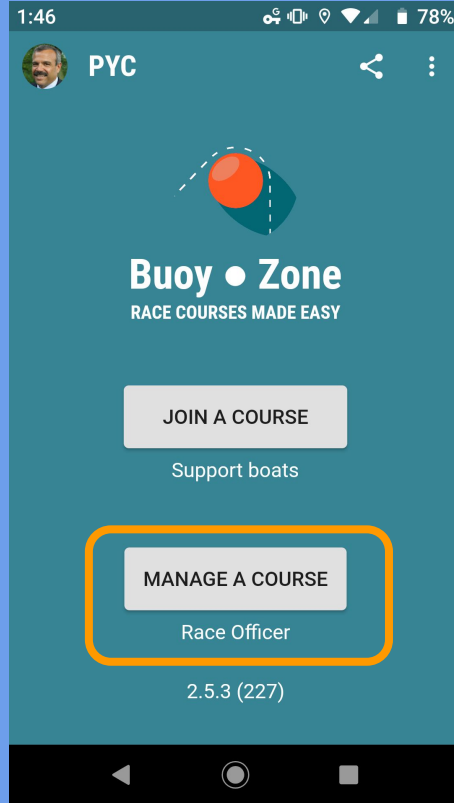 1:46 G 78%
PYC
Buoy ● Zone
RACE COURSES MADE EASY
JOIN A COURSE
Support boats
MANAGE A COURSE
Race Officer
2.5.3 (227)